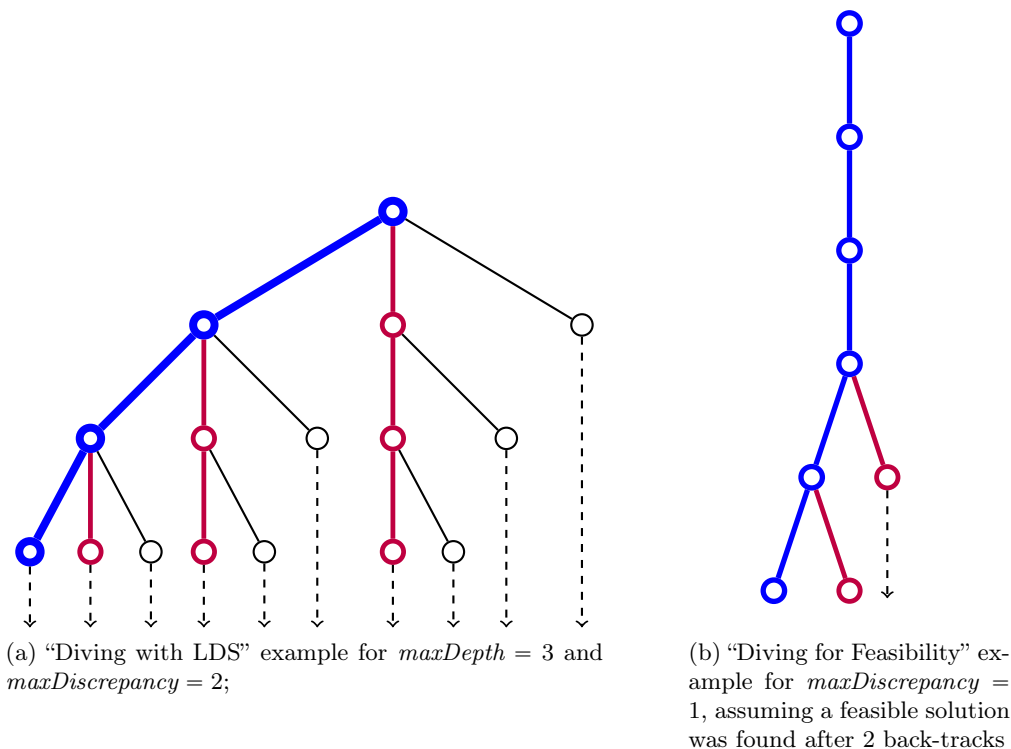 (a) “Diving with LDS” example for maxDepth = 3 and
maxDiscrepancy = 2;
(b) “Diving for Feasibility” ex-
ample for maxDiscrepancy =
1, assuming a feasible solution
was found after 2 back-tracks